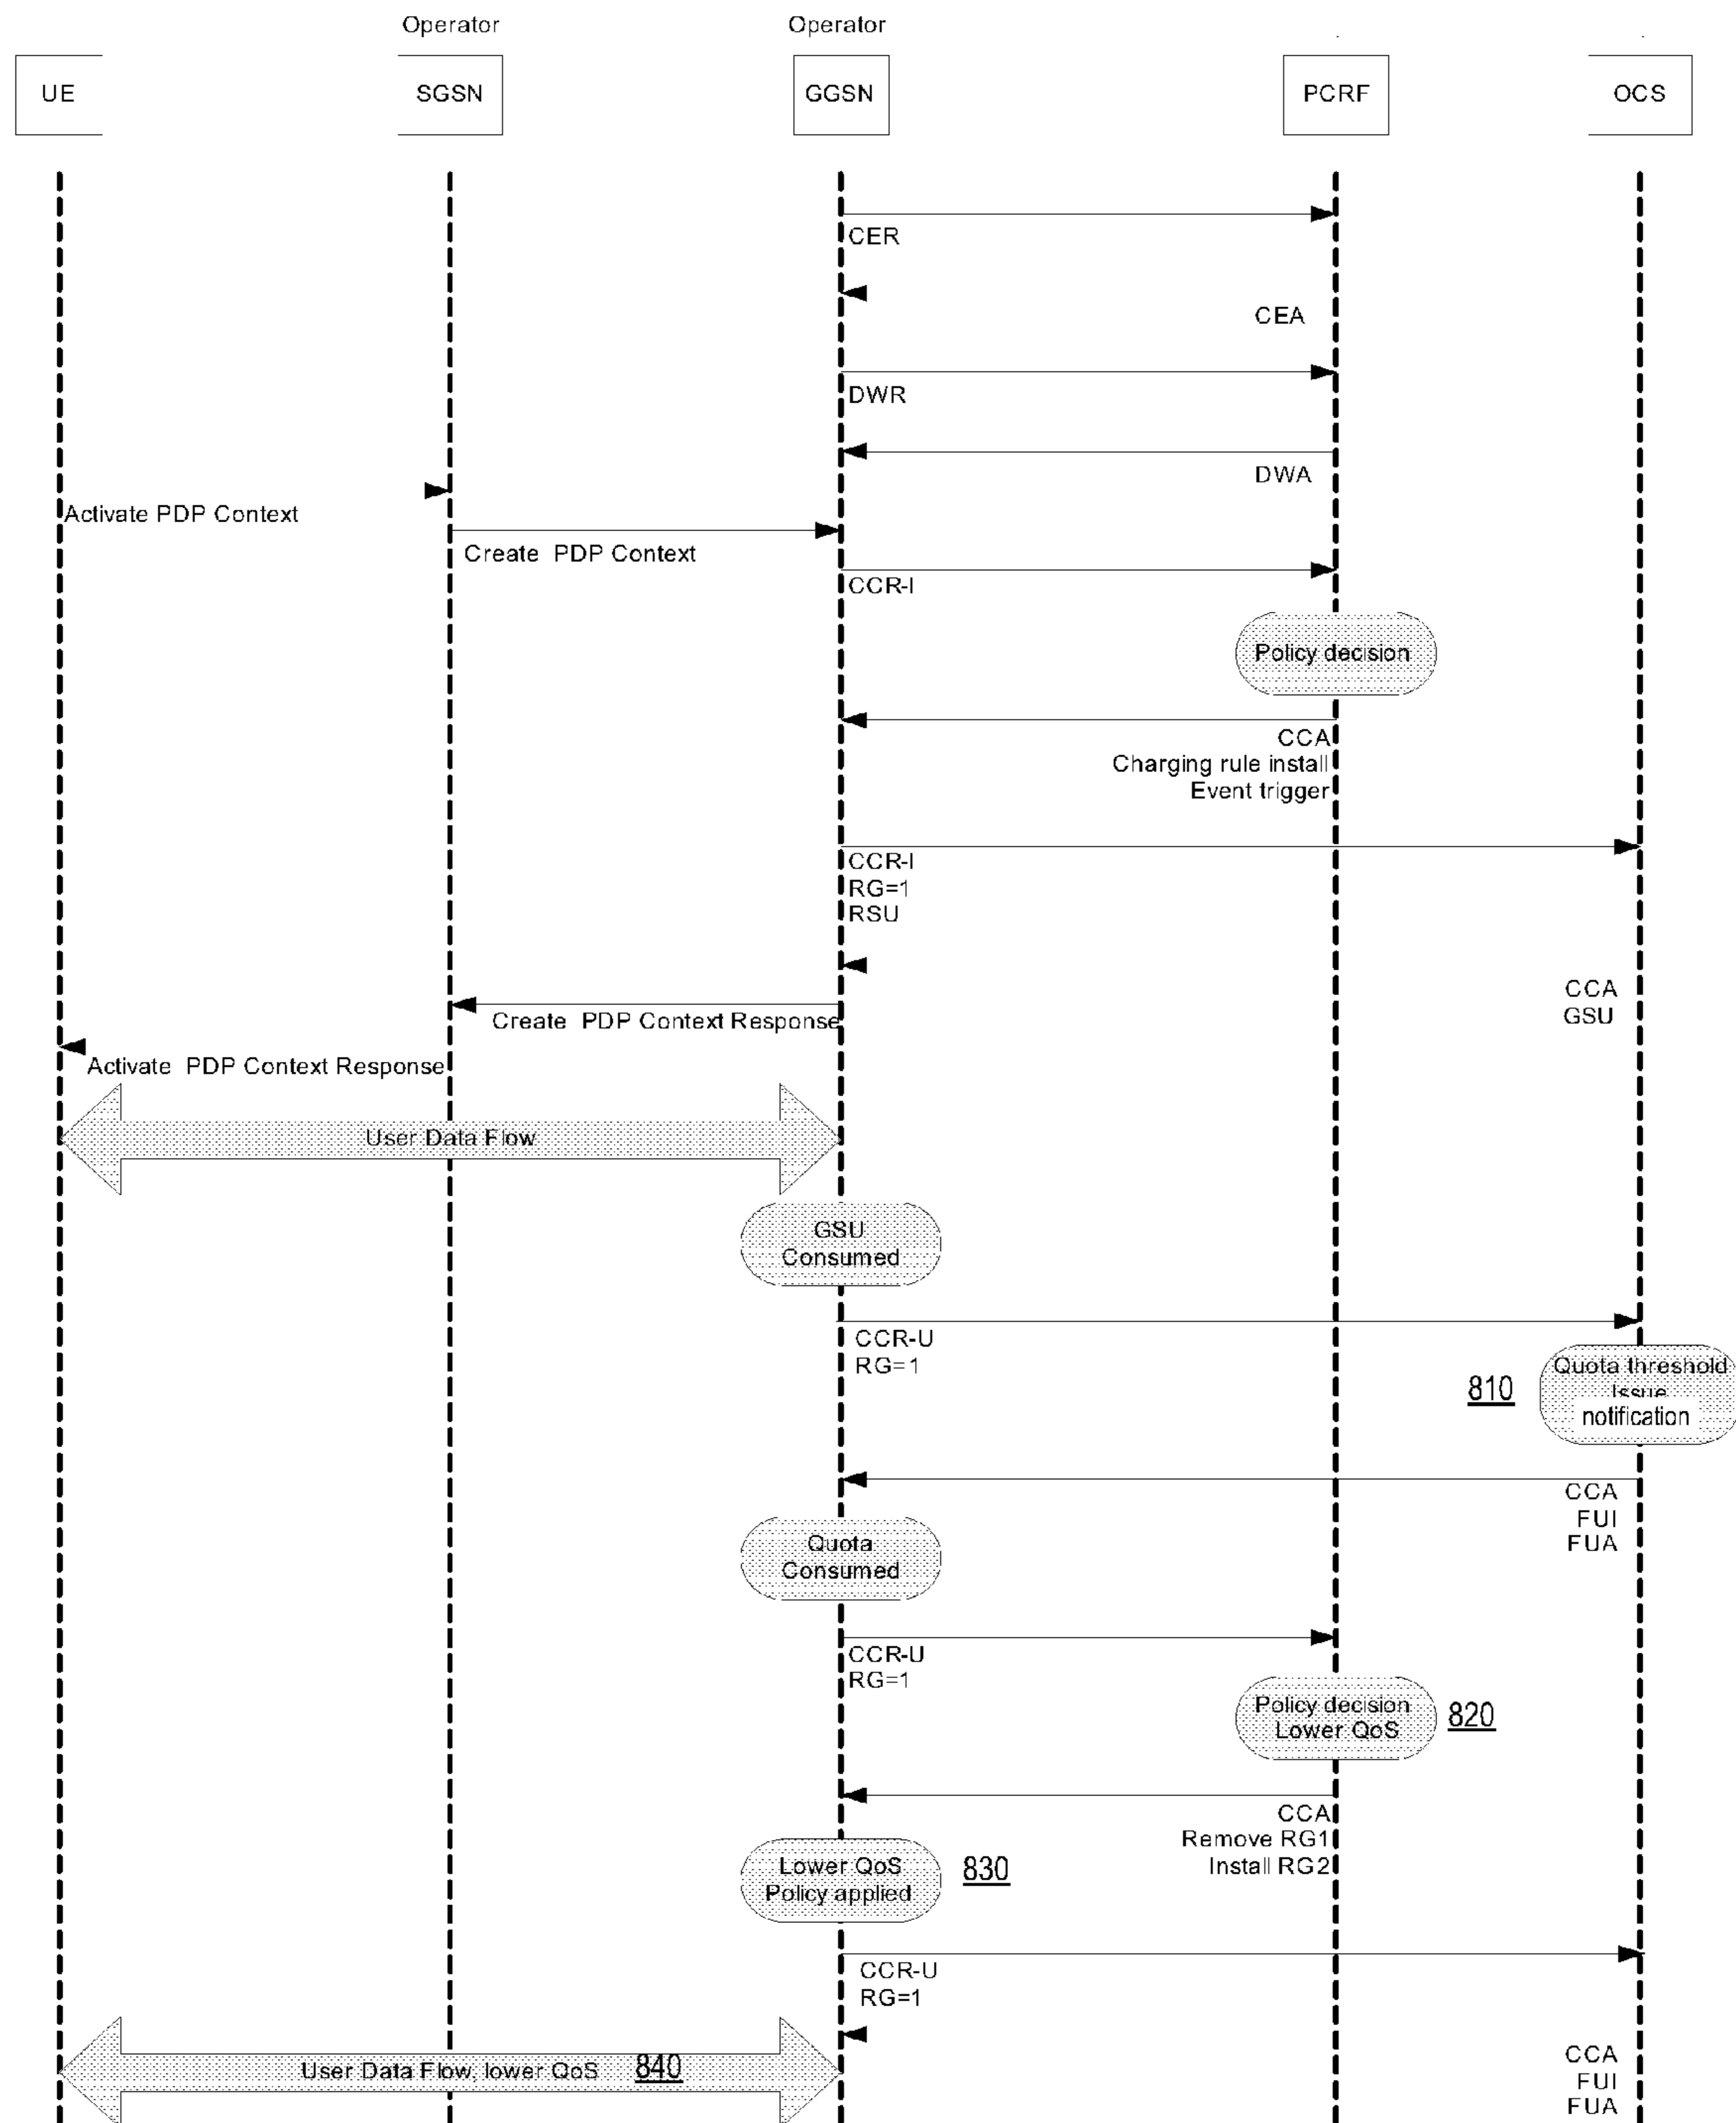 Operator
Operator
UE
SGSN
GGSN
PCRF
OCS
CER
CEA
DWR
DWA
Activate PDP Context
Create PDP Context
CCR-I
Policy decision
CCA
Charging rule install
Event trigger
CCR-I
RG=1
RSU
CCA
GSU
Create PDP Context Response
Activate PDP Context Response
User Data Flow
GSU
Consumed
CCR-U
RG=1
810
Quota threshold
Issue
notification
CCA
FUI
FUA
Quota
Consumed
CCR-U
RG=1
Policy decision
Lower QoS
820
CCA
Remove RG1
Install RG2
Lower QoS
Policy applied
830
CCR-U
RG=1
User Data Flow, lower QoS 840
CCA
FUI
FUA